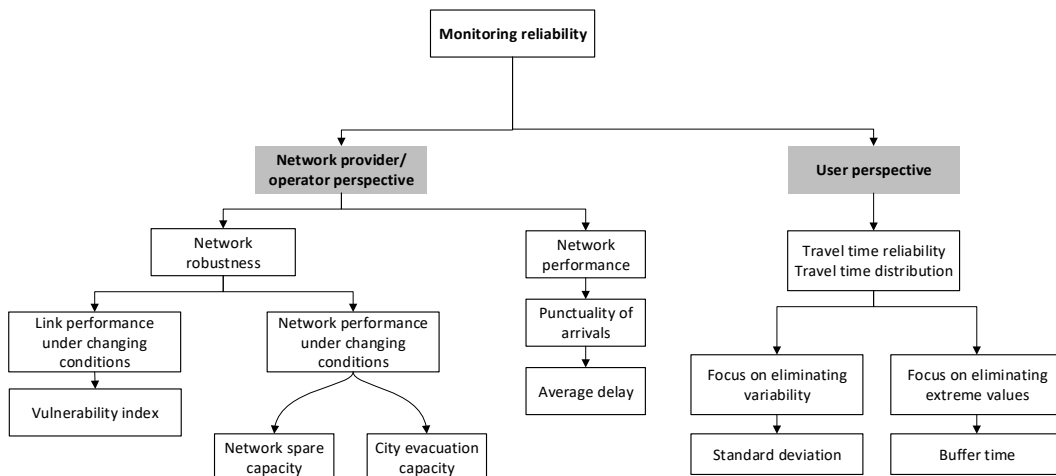 Monitoring reliability
Network provider/
operator perspective
User perspective
Network
robustness
Network
performance
Travel time reliability
Travel time distribution
Link performance
under changing
conditions
Network performance
under changing
conditions
Punctuality of
arrivals
Focus on eliminating
variability
Focus on eliminating
extreme values
Vulnerability index
Average delay
Network spare
capacity
City evacuation
capacity
Standard deviation
Buffer time